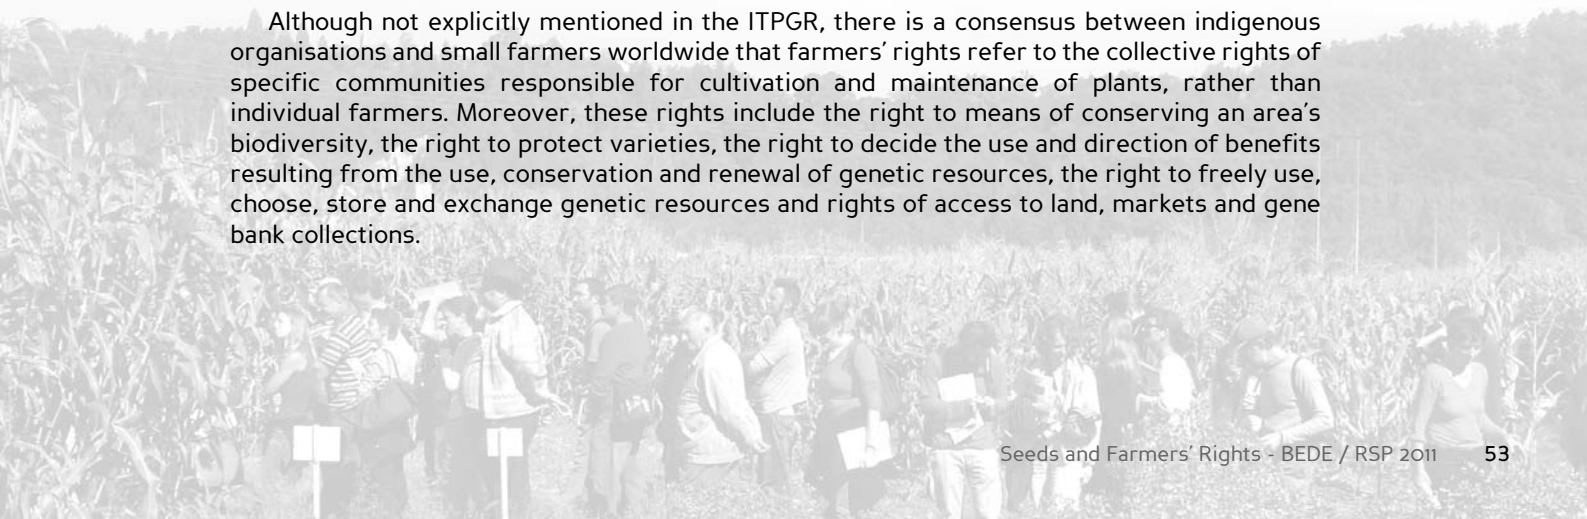 Although not explicitly mentioned in the ITPGR, there is a consensus between indigenous
organisations and small farmers worldwide that farmers’ rights refer to the collective rights of
specific communities responsible for cultivation and maintenance of plants, rather than
individual farmers. Moreover, these rights include the right to means of conserving an area’s
biodiversity, the right to protect varieties, the right to decide the use and direction of benefits
resulting from the use, conservation and renewal of genetic resources, the right to freely use,
choose, store and exchange genetic resources and rights of access to land, markets and gene
bank collections.
Seeds and Farmers’ Rights - BEDE / RSP 2011 53